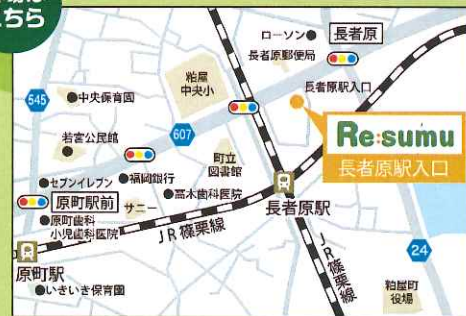 こちら
ローソン
長者原
長者原郵便局
粕屋
中央小
長者原駅入口
545
中央保育園
若宮公民館
607
町立
図書館
Re:sumu
長者原駅入口
セブンイレブン
福岡銀行
高木歯科医院
原町駅前
サニー
原町歯科
小児歯科医院
長者原駅
JR篠栗線
JR篠栗線
原町駅
いきいき保育園
24
粕屋町
役場